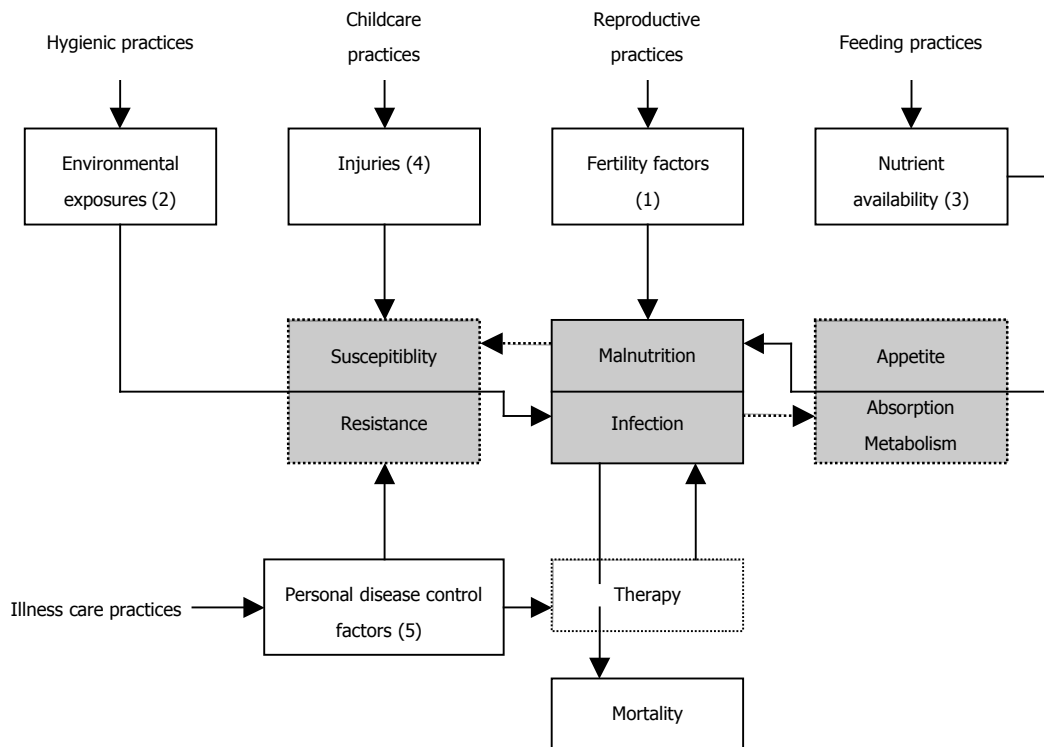 Hygienic practices
Childcare
practices
Reproductive
practices
Feeding practices
Environmental
exposures (2)
Injuries (4)
Fertility factors
(1)
Nutrient
availability (3)
Suscepitiblity
Resistance
Malnutrition
Infection
Appetite
Absorption
Metabolism
Illness care practices
Personal disease control
factors (5)
Therapy
Mortality